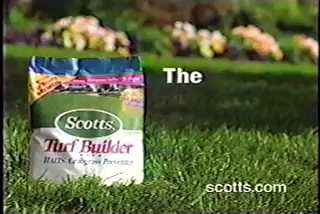 The
Scotts
Turf Builder
HALTS Crabgrass Preventer
scotts.com